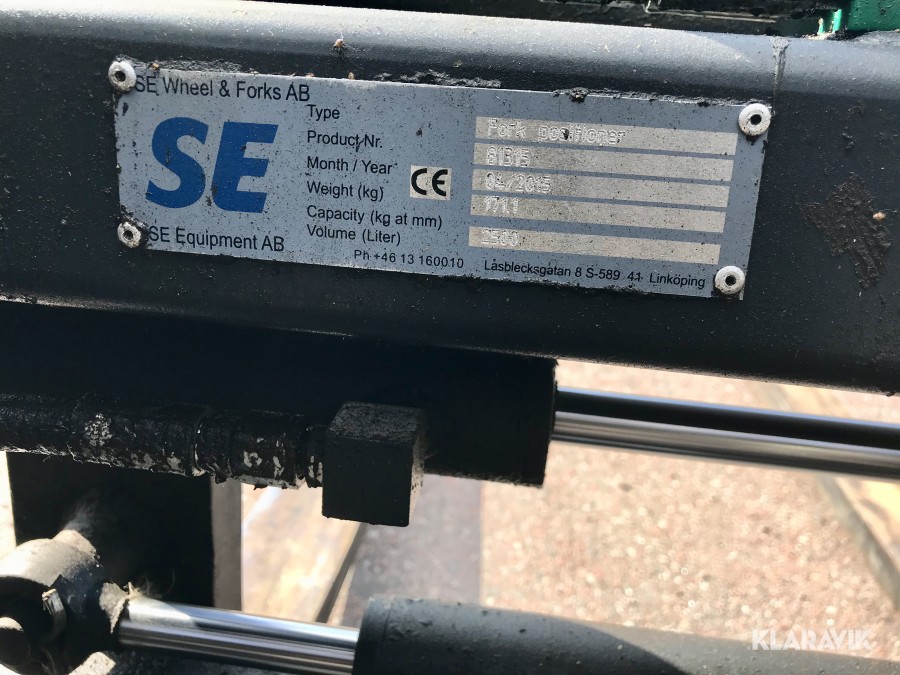 SE Wheel & Forks AB
SE
SE Equipment AB
Type Fork positioner
Product Nr. 61315
Month / Year 04/2015
Weight (kg) CE
Capacity (kg at mm)
Volume (Liter) 2500
Ph +46 13 160010 Låsblecksgatan 8 S-589 41 Linköping
KLARAVIK